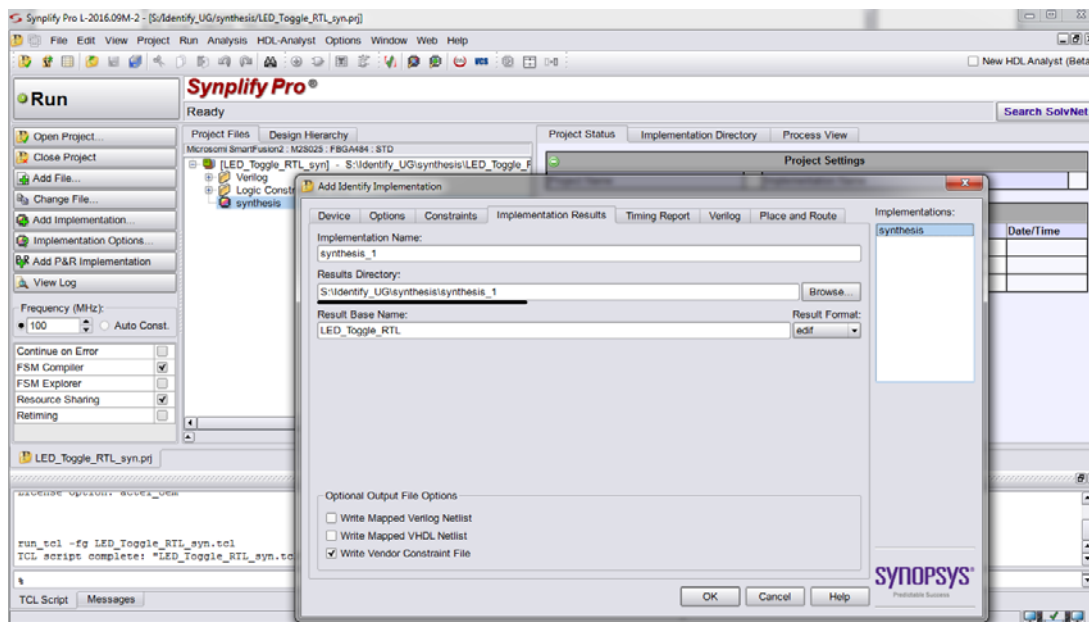 Synplify Pro L-2016.09M-2 - [S:/Identify_UG/synthesis/LED_Toggle_RTL_syn.prj]
File Edit View Project Run Analysis HDL-Analyst Options Window Web Help
New HDL Analyst (Beta
Run
Synplify Pro®
Ready
Search SolvNet
Open Project...
Close Project
Add File...
Change File...
Add Implementation...
Implementation Options...
Add P&R Implementation
View Log
Frequency (MHz):
100 Auto Const.
Continue on Error
FSM Compiler
FSM Explorer
Resource Sharing
Retiming
Project Files Design Hierarchy
Microsemi SmartFusion2 : M2S025 : FBGA484 : STD
[LED_Toggle_RTL_syn] - S:\Identify_UG\synthesis\LED_Toggle_F
Verilog
Logic Constr
synthesis
Project Status Implementation Directory Process View
Project Settings
Date/Time
Add Identify Implementation
Device Options Constraints Implementation Results Timing Report Verilog Place and Route
Implementation Name:
synthesis_1
Results Directory:
S:\Identify_UG\synthesis\synthesis_1 Browse...
Result Base Name: Result Format:
LED_Toggle_RTL edif
Optional Output File Options
Write Mapped Verilog Netlist
Write Mapped VHDL Netlist
Write Vendor Constraint File
Implementations:
synthesis
SYNOPSYS®
Predictable Success
OK Cancel Help
LED_Toggle_RTL_syn.prj
License option: actel_oem
run_tcl -fg LED_Toggle_RTL_syn.tcl
TCL script complete: "LED_Toggle_RTL_syn.tc
%
TCL Script Messages